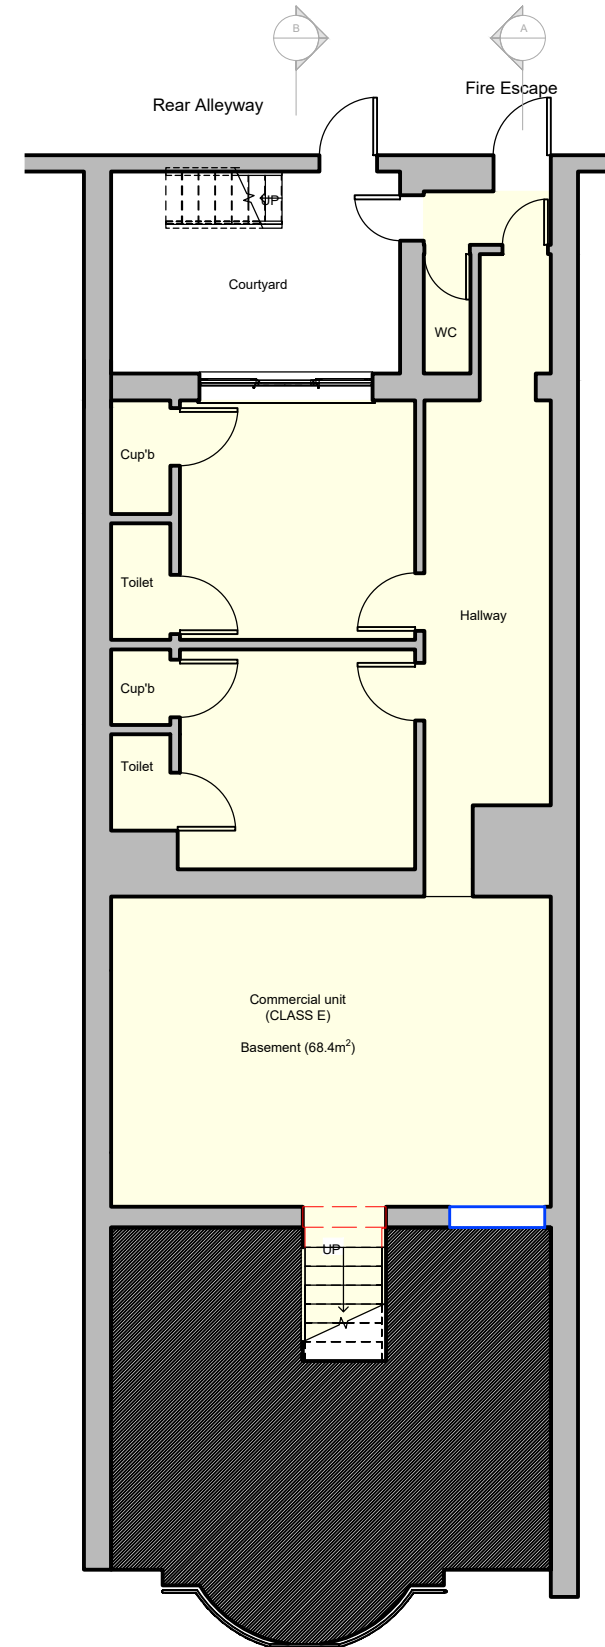 B
A
Fire Escape
Rear Alleyway
UP
Courtyard
WC
Cup'b
Toilet
Hallway
Cup'b
Toilet
Commercial unit
(CLASS E)
Basement (68.4m²)
UP